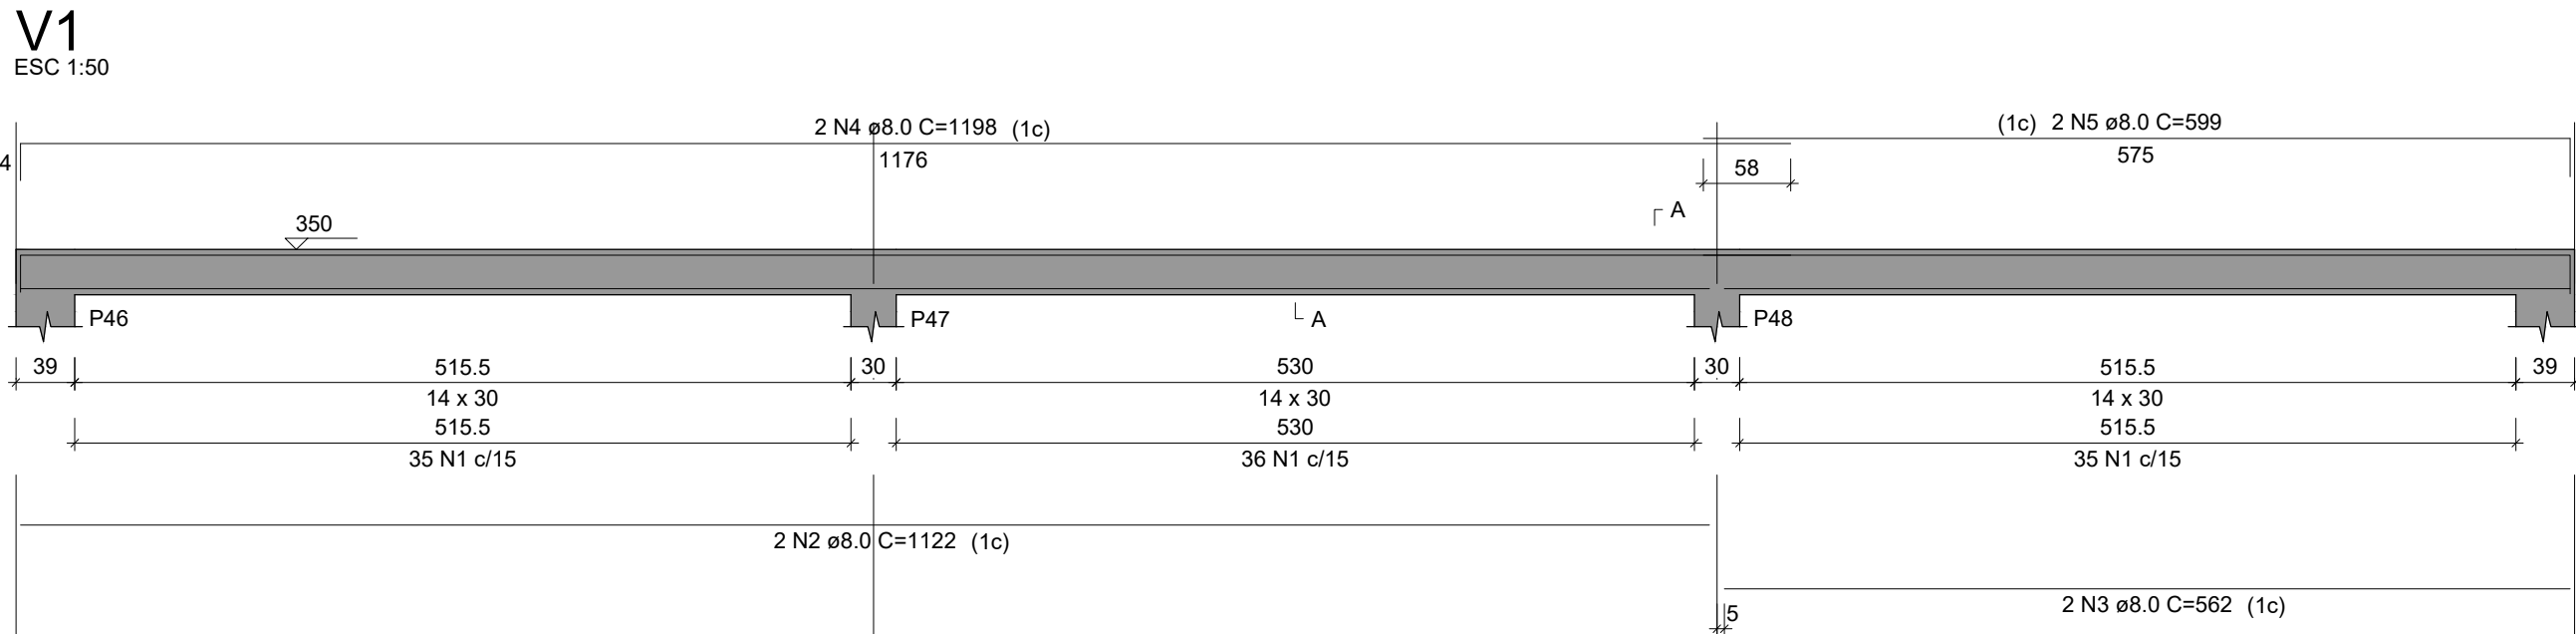 V1
ESC 1:50
2 N4 ø8.0 C=1198 (1c)
(1c) 2 N5 ø8.0 C=599
4
1176
575
58
A
350
P46
P47
A
P48
39
515.5
30
530
30
515.5
39
14 x 30
14 x 30
14 x 30
515.5
530
515.5
35 N1 c/15
36 N1 c/15
35 N1 c/15
2 N2 ø8.0 C=1122 (1c)
2 N3 ø8.0 C=562 (1c)
5